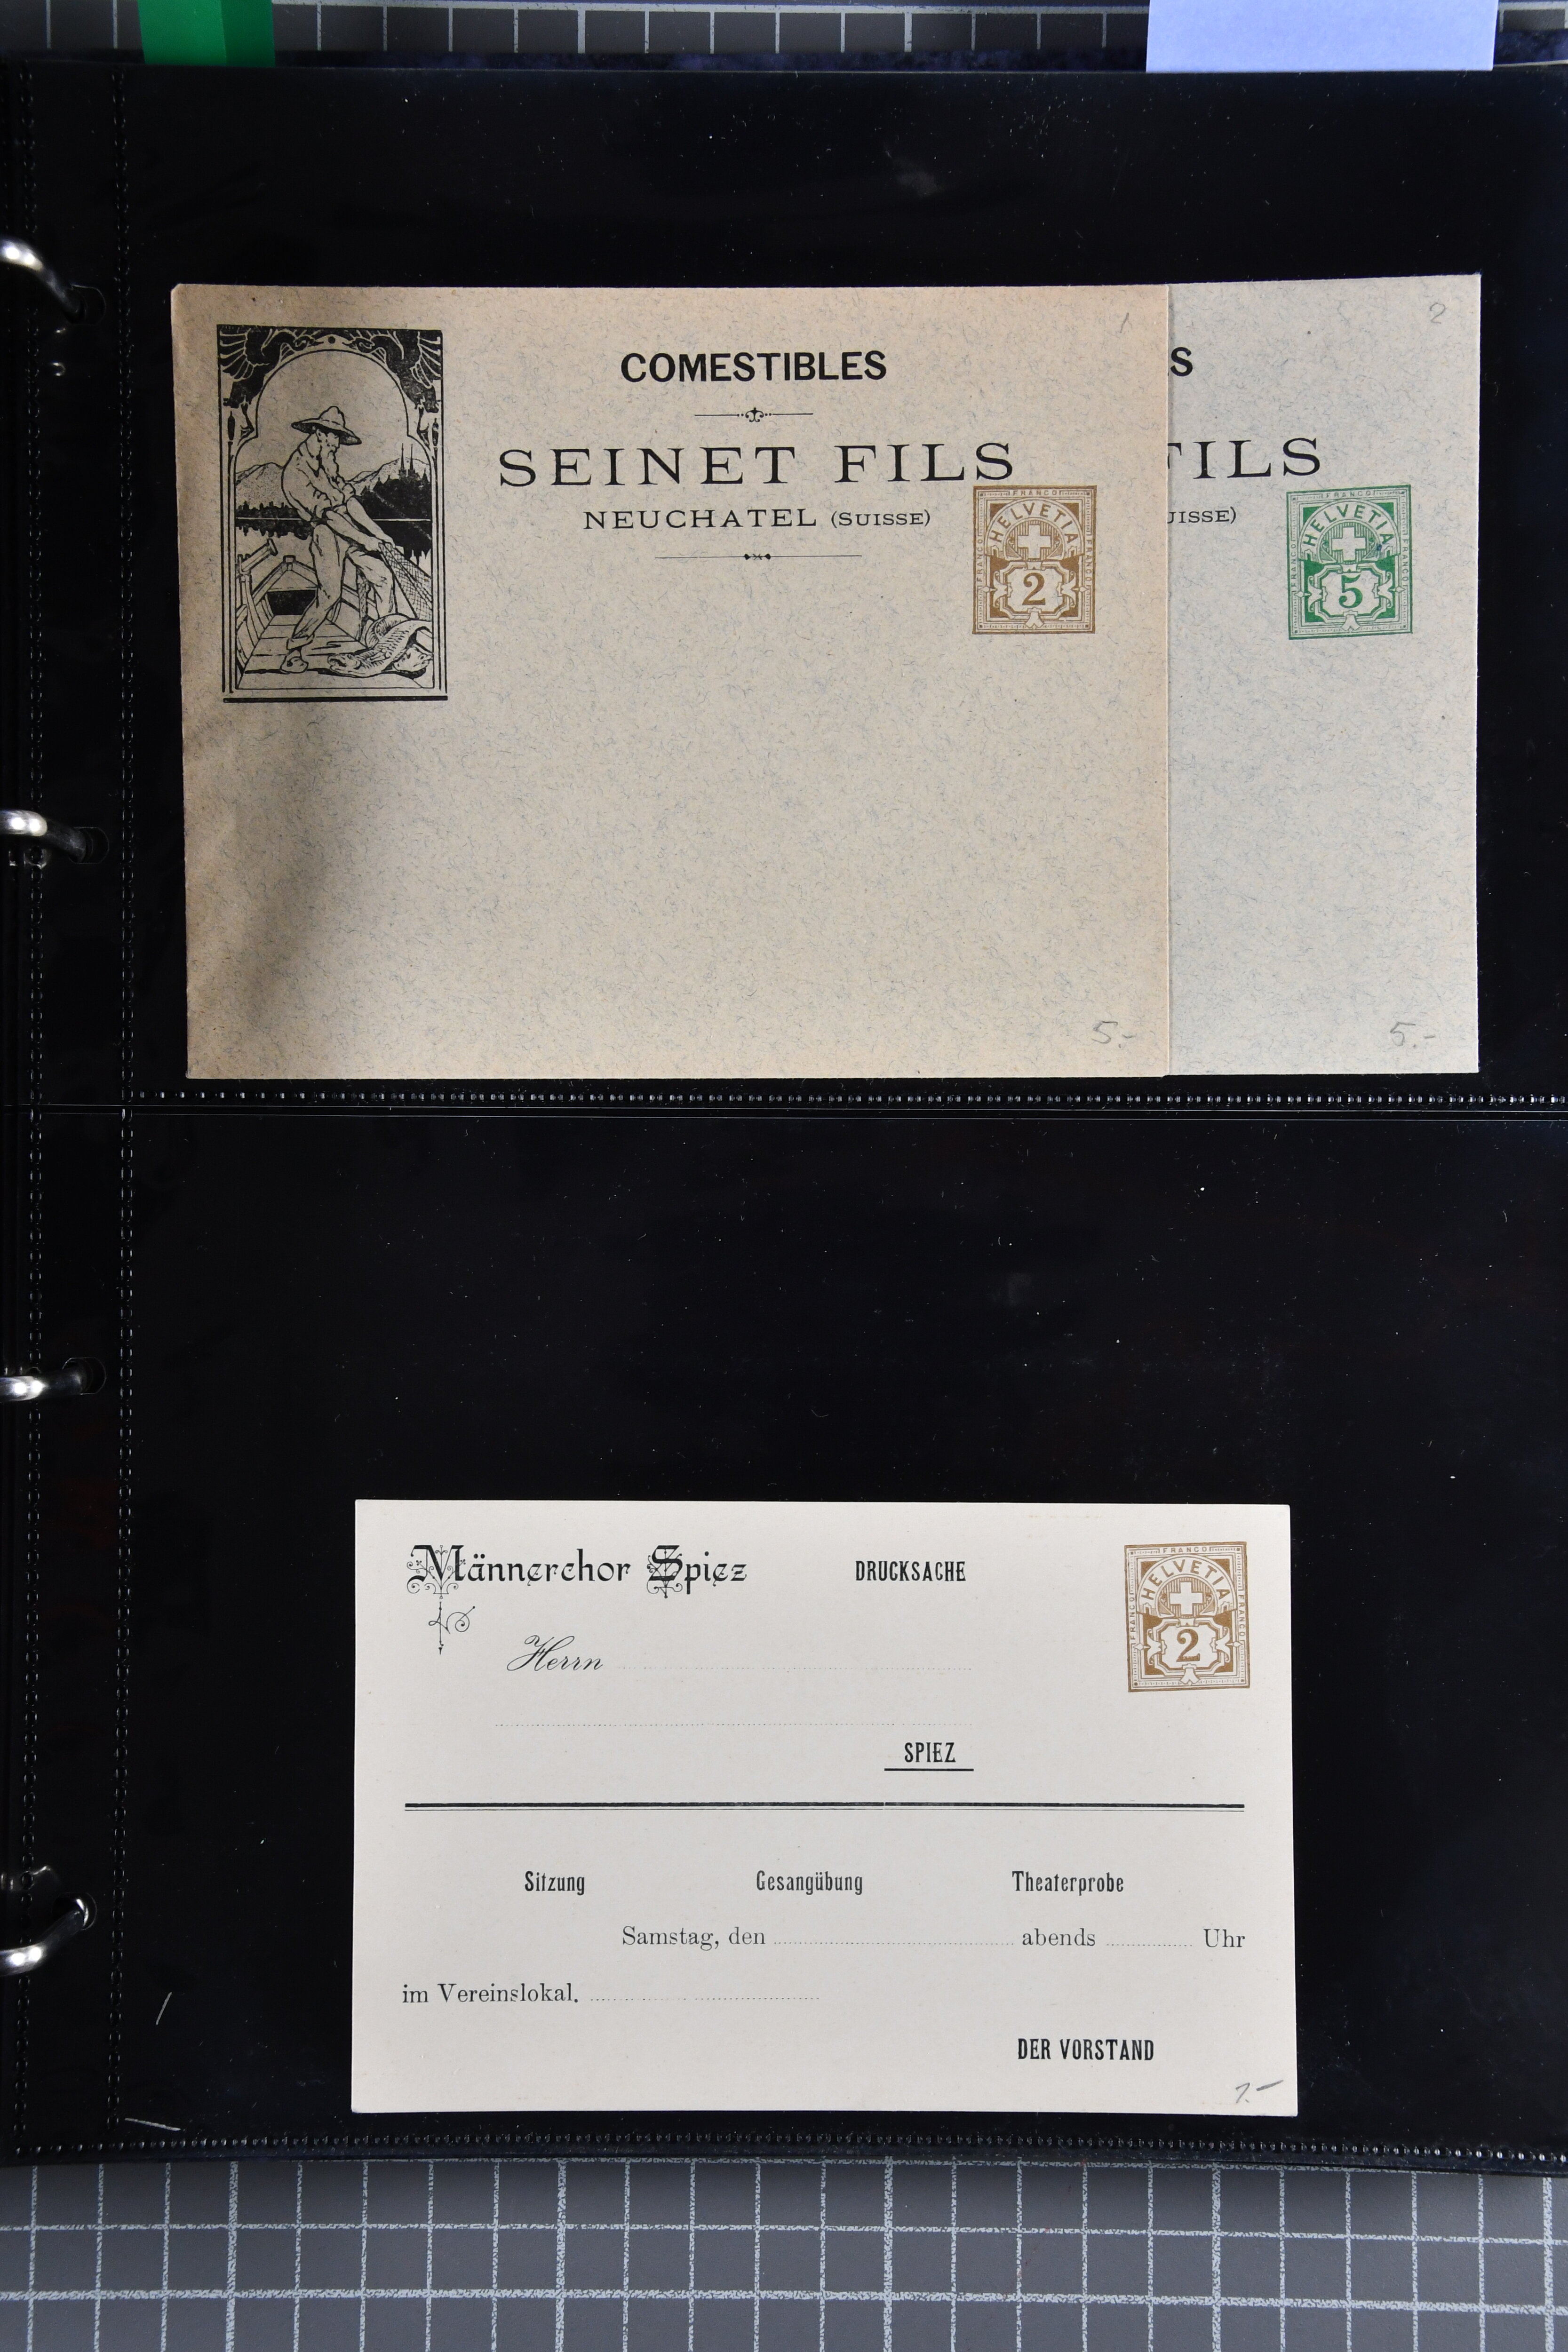 COMESTIBLES
SEINET FILS
NEUCHATEL (SUISSE)
FRANCO
HELVETIA
FRANCO
FRANCO
2
1
5.-
S
FILS
UISSE)
FRANCO
HELVETIA
FRANCO
FRANCO
5
2
5.-
Männerchor Spiez
DRUCKSACHE
FRANCO
HELVETIA
FRANCO
FRANCO
2
Herrn
SPIEZ
Sitzung Gesangübung Theaterprobe
Samstag, den abends Uhr
im Vereinslokal.
DER VORSTAND